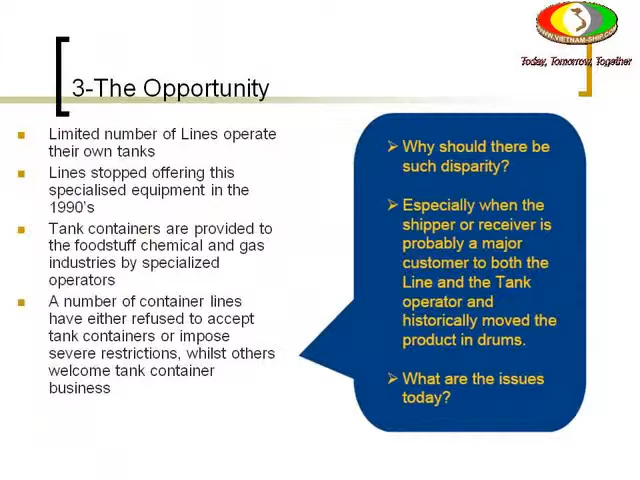 WWW.VIETNAM-SHIP.COM
Today, Tomorrow, Together
3-The Opportunity
Limited number of Lines operate
their own tanks
Lines stopped offering this
specialised equipment in the
1990's
Tank containers are provided to
the foodstuff chemical and gas
industries by specialized
operators
A number of container lines
have either refused to accept
tank containers or impose
severe restrictions, whilst others
welcome tank container
business
Why should there be
such disparity?
Especially when the
shipper or receiver is
probably a major
customer to both the
Line and the Tank
operator and
historically moved the
product in drums.
What are the issues
today?